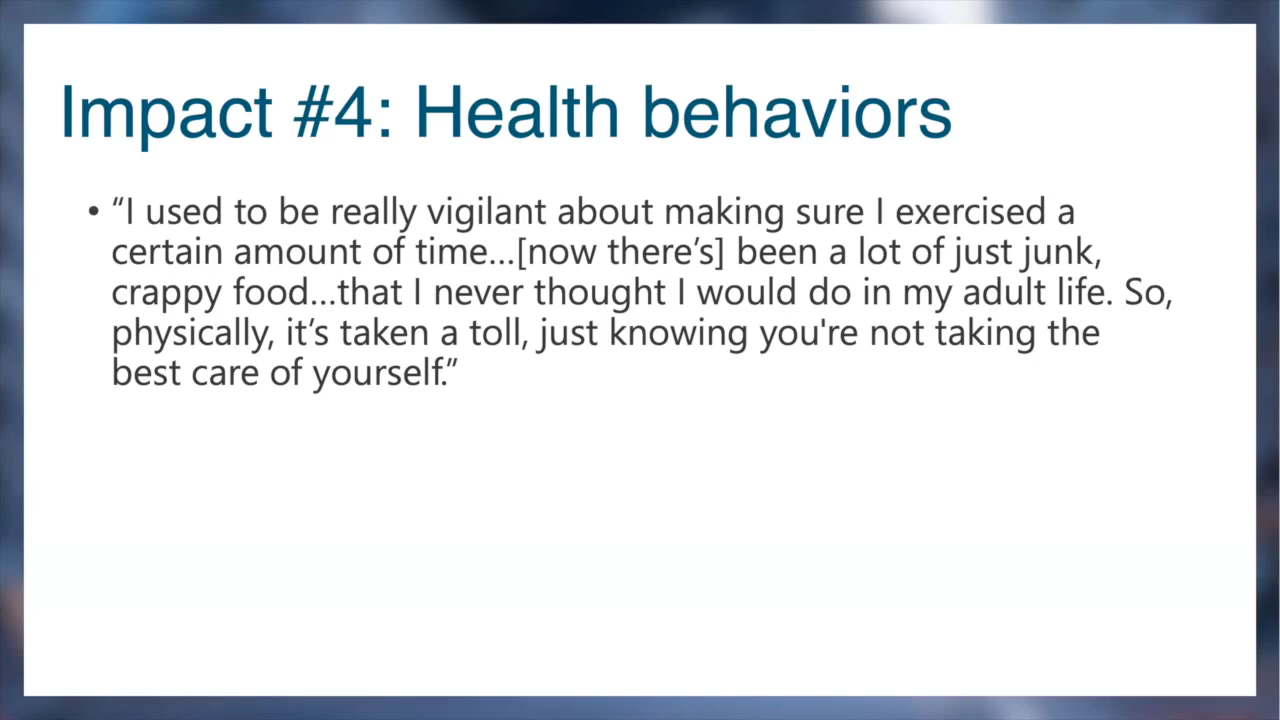 Impact #4: Health behaviors
• “I used to be really vigilant about making sure I exercised a
certain amount of time…[now there’s] been a lot of just junk,
crappy food…that I never thought I would do in my adult life. So,
physically, it’s taken a toll, just knowing you're not taking the
best care of yourself.”